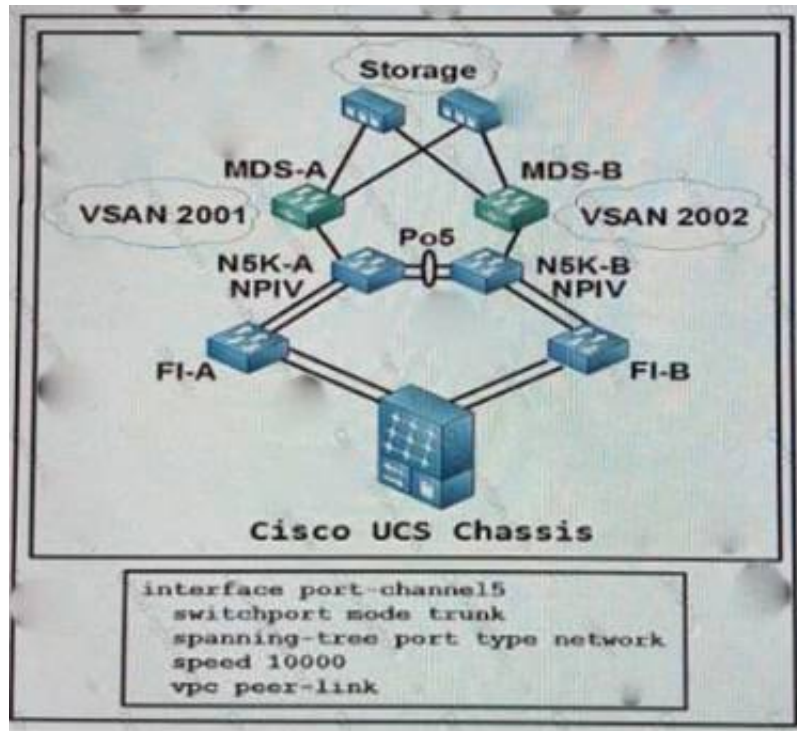 Storage
MDS-A
MDS-B
VSAN 2001
VSAN 2002
Po5
N5K-A
NPIV
N5K-B
NPIV
FI-A
FI-B
Cisco UCS Chassis
interface port-channel5
switchport mode trunk
spanning-tree port type network
speed 10000
vpc peer-link